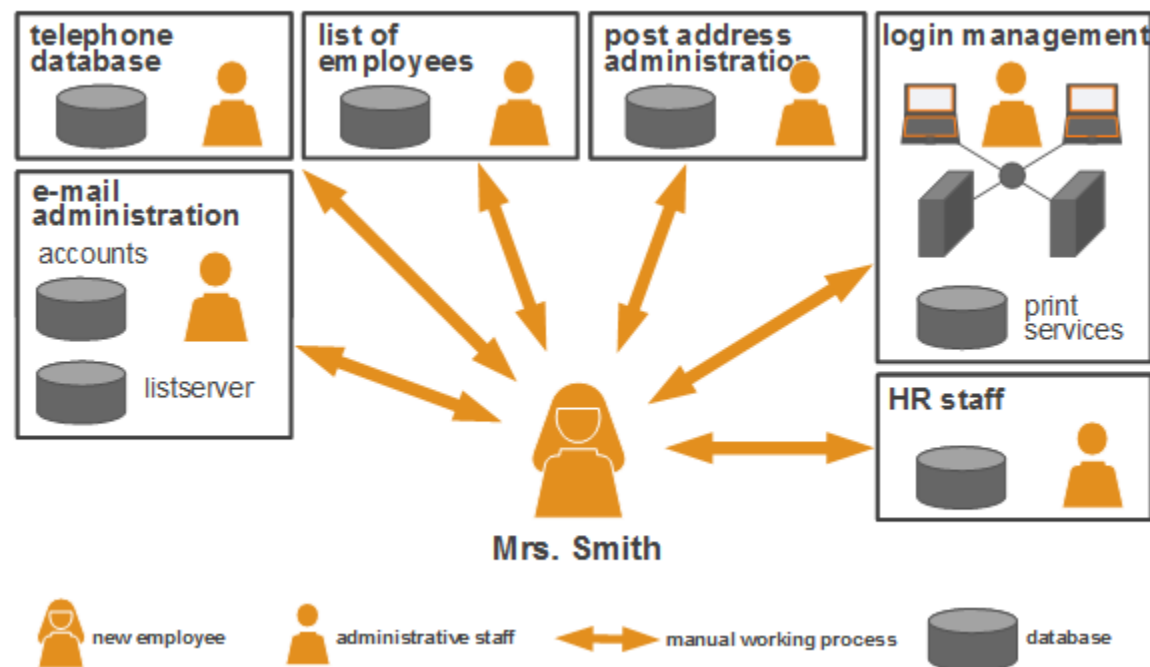 telephone
database
list of
employees
post address
administration
login management
e-mail
administration
accounts
listserver
print
services
HR staff
Mrs. Smith
new employee
administrative staff
manual working process
database